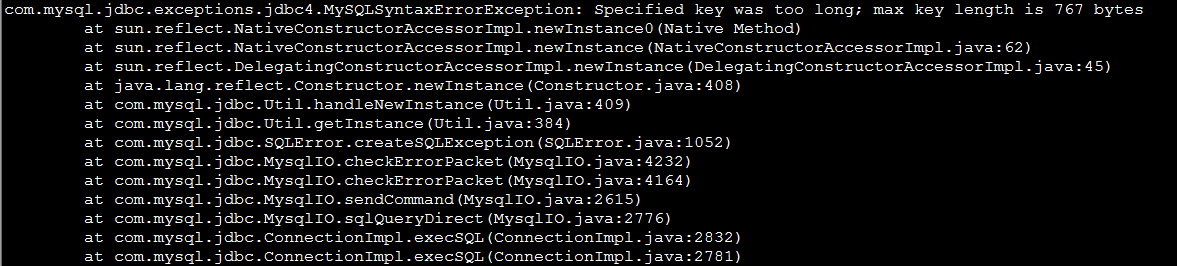 com.mysql.jdbc.exceptions.jdbc4.MySQLSyntaxErrorException: Specified key was too long; max key length is 767 bytes
at sun.reflect.NativeConstructorAccessorImpl.newInstance0(Native Method)
at sun.reflect.NativeConstructorAccessorImpl.newInstance(NativeConstructorAccessorImpl.java:62)
at sun.reflect.DelegatingConstructorAccessorImpl.newInstance(DelegatingConstructorAccessorImpl.java:45)
at java.lang.reflect.Constructor.newInstance(Constructor.java:408)
at com.mysql.jdbc.Util.handleNewInstance(Util.java:409)
at com.mysql.jdbc.Util.getInstance(Util.java:384)
at com.mysql.jdbc.SQLError.createSQLException(SQLError.java:1052)
at com.mysql.jdbc.MysqlIO.checkErrorPacket(MysqlIO.java:4232)
at com.mysql.jdbc.MysqlIO.checkErrorPacket(MysqlIO.java:4164)
at com.mysql.jdbc.MysqlIO.sendCommand(MysqlIO.java:2615)
at com.mysql.jdbc.MysqlIO.sqlQueryDirect(MysqlIO.java:2776)
at com.mysql.jdbc.ConnectionImpl.execSQL(ConnectionImpl.java:2832)
at com.mysql.jdbc.ConnectionImpl.execSQL(ConnectionImpl.java:2781)